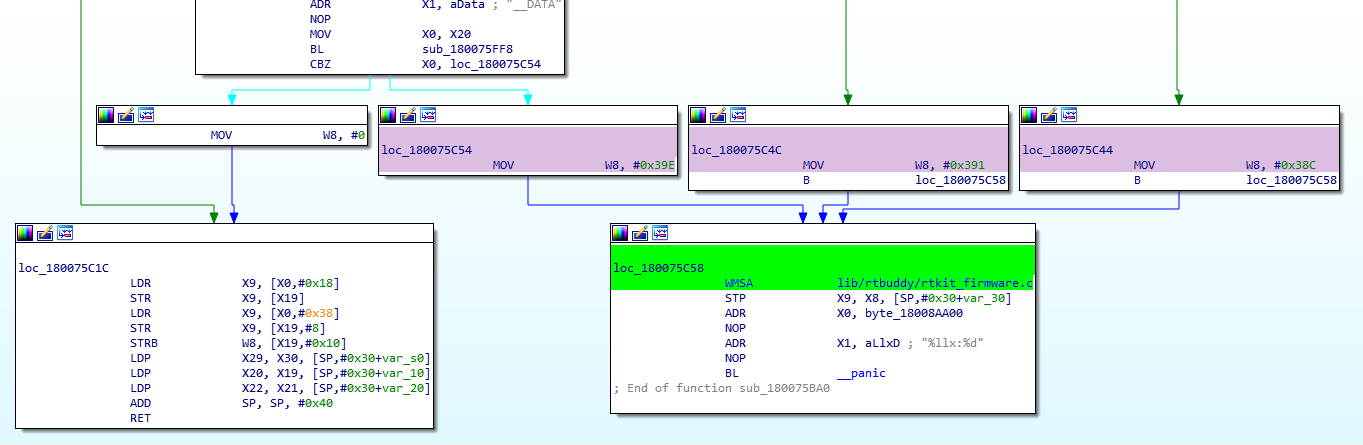 ADR X1, aData ; "__DATA"
NOP
MOV X0, X20
BL sub_180075FF8
CBZ X0, loc_180075C54
MOV W8, #0
loc_180075C54
MOV W8, #0x39E
loc_180075C4C
MOV W8, #0x391
B loc_180075C58
loc_180075C44
MOV W8, #0x38C
B loc_180075C58
loc_180075C1C
LDR X9, [X0,#0x18]
STR X9, [X19]
LDR X9, [X0,#0x38]
STR X9, [X19,#8]
STRB W8, [X19,#0x10]
LDP X29, X30, [SP,#0x30+var_s0]
LDP X20, X19, [SP,#0x30+var_10]
LDP X22, X21, [SP,#0x30+var_20]
ADD SP, SP, #0x40
RET
loc_180075C58
WMSA lib/rtbuddy/rtkit_firmware.c
STP X9, X8, [SP,#0x30+var_30]
ADR X0, byte_18008AA00
NOP
ADR X1, aLlxD ; "%llx:%d"
NOP
BL __panic
; End of function sub_180075BA0